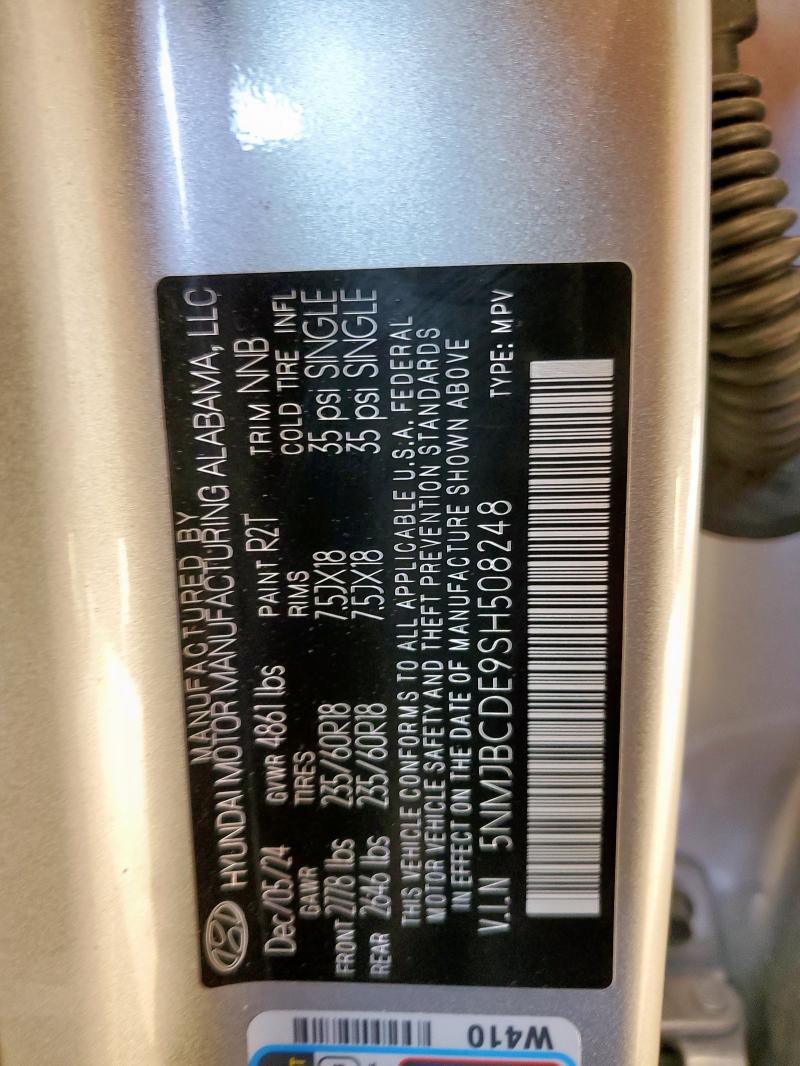 MANUFACTURED BY
HYUNDAI MOTOR MANUFACTURING ALABAMA, LLC
Dec/05/24 GVWR 4861 lbs PAINT R2T TRIM NNB
GAWR TIRES RIMS COLD TIRE INFL
FRONT 2778 lbs 235/60R18 7.5JX18 35 psi SINGLE
REAR 2646 lbs 235/60R18 7.5JX18 35 psi SINGLE
THIS VEHICLE CONFORMS TO ALL APPLICABLE U.S.A. FEDERAL
MOTOR VEHICLE SAFETY AND THEFT PREVENTION STANDARDS
IN EFFECT ON THE DATE OF MANUFACTURE SHOWN ABOVE
V.I.N 5NMJBCDE9SH508248 TYPE: MPV
W410